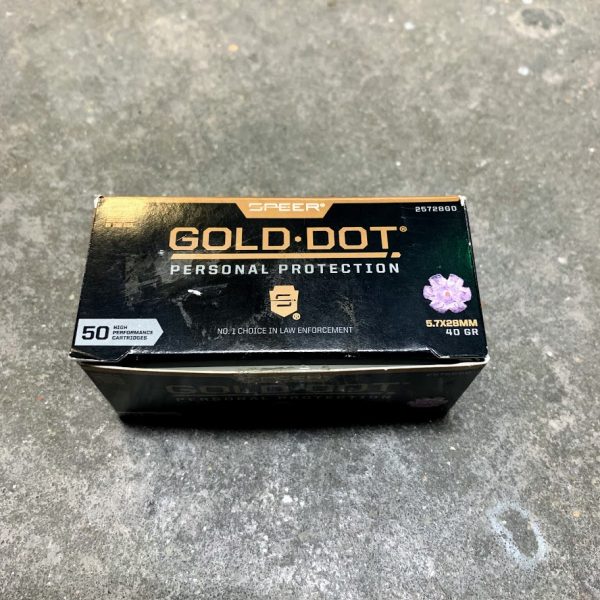 SPEER®
25728GD
GOLD·DOT®
PERSONAL PROTECTION
S
®
50 HIGH
PERFORMANCE
CARTRIDGES
NO. 1 CHOICE IN LAW ENFORCEMENT
5.7X28MM
40 GR
SPEER
GOLD·DOT
PERSONAL PROTECTION